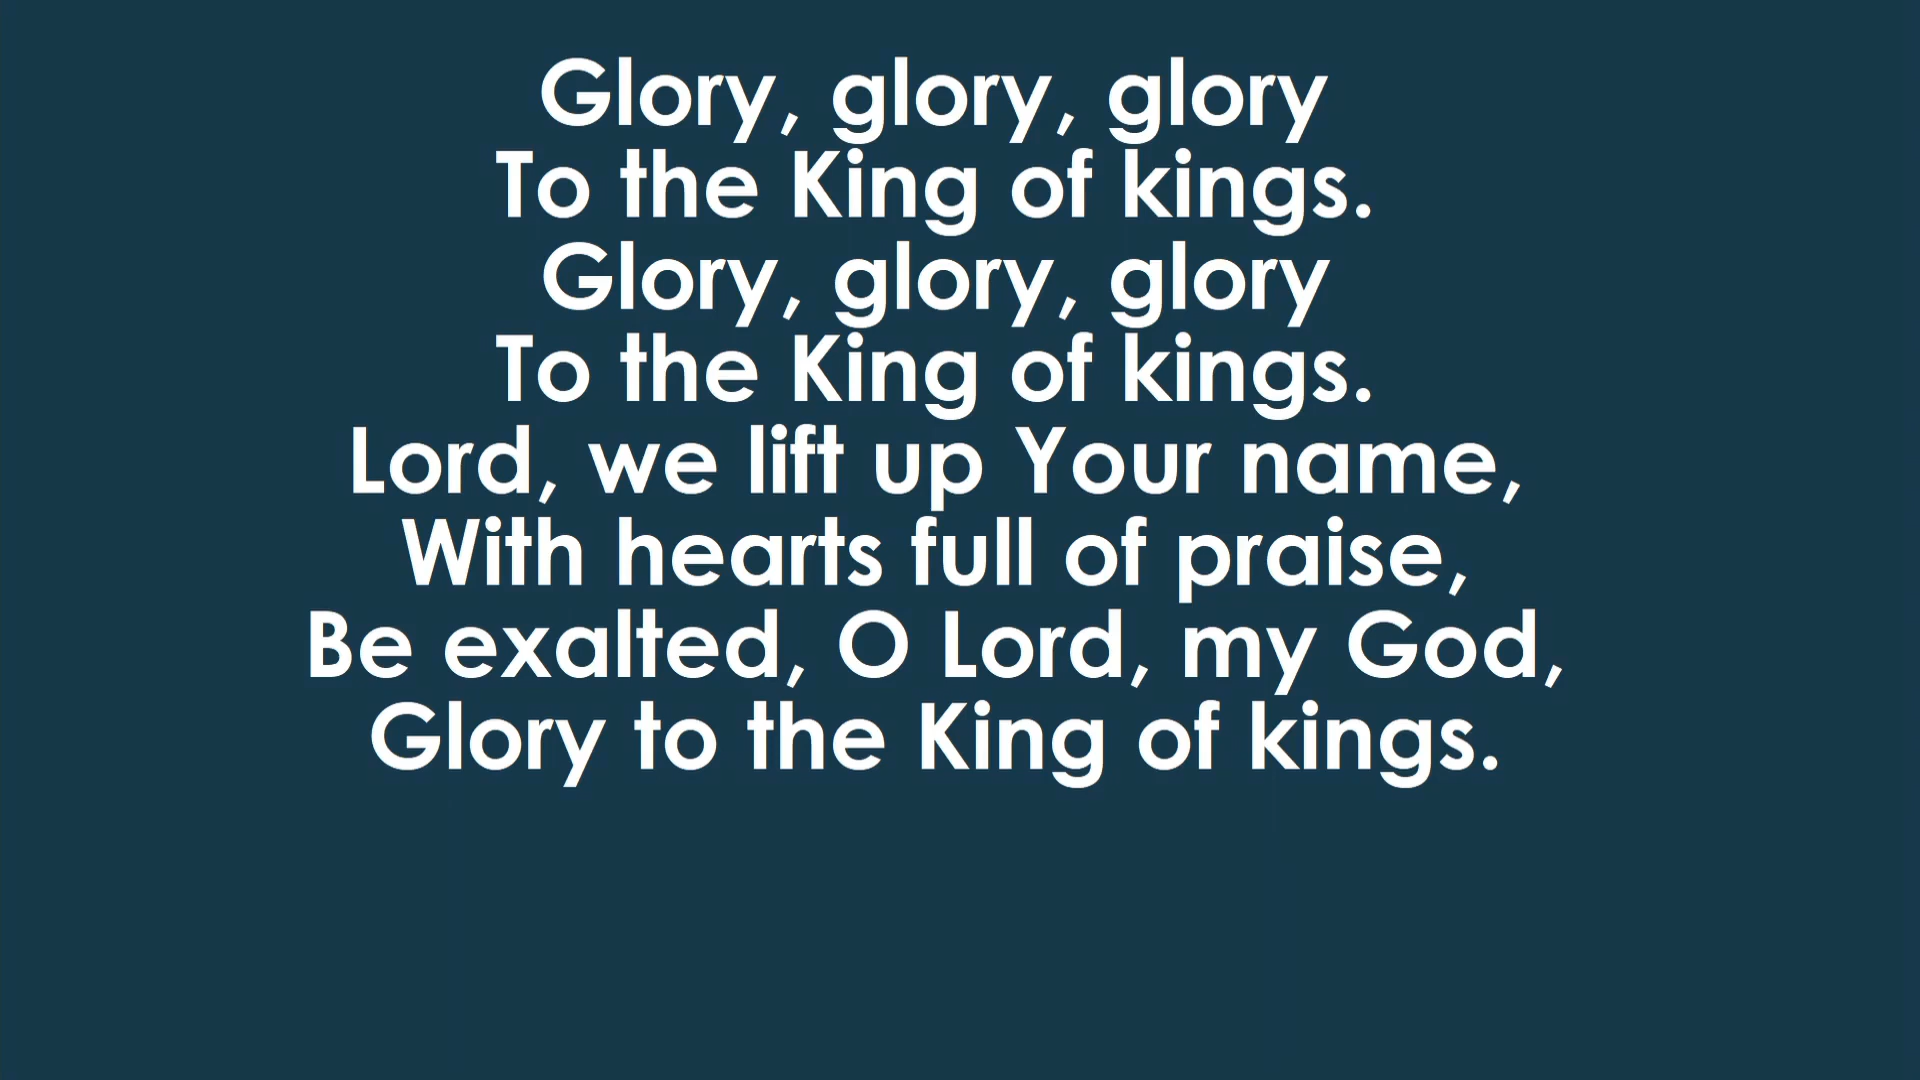 Glory, glory, glory
To the King of kings.
Glory, glory, glory
To the King of kings.
Lord, we lift up Your name,
With hearts full of praise,
Be exalted, O Lord, my God,
Glory to the King of kings.